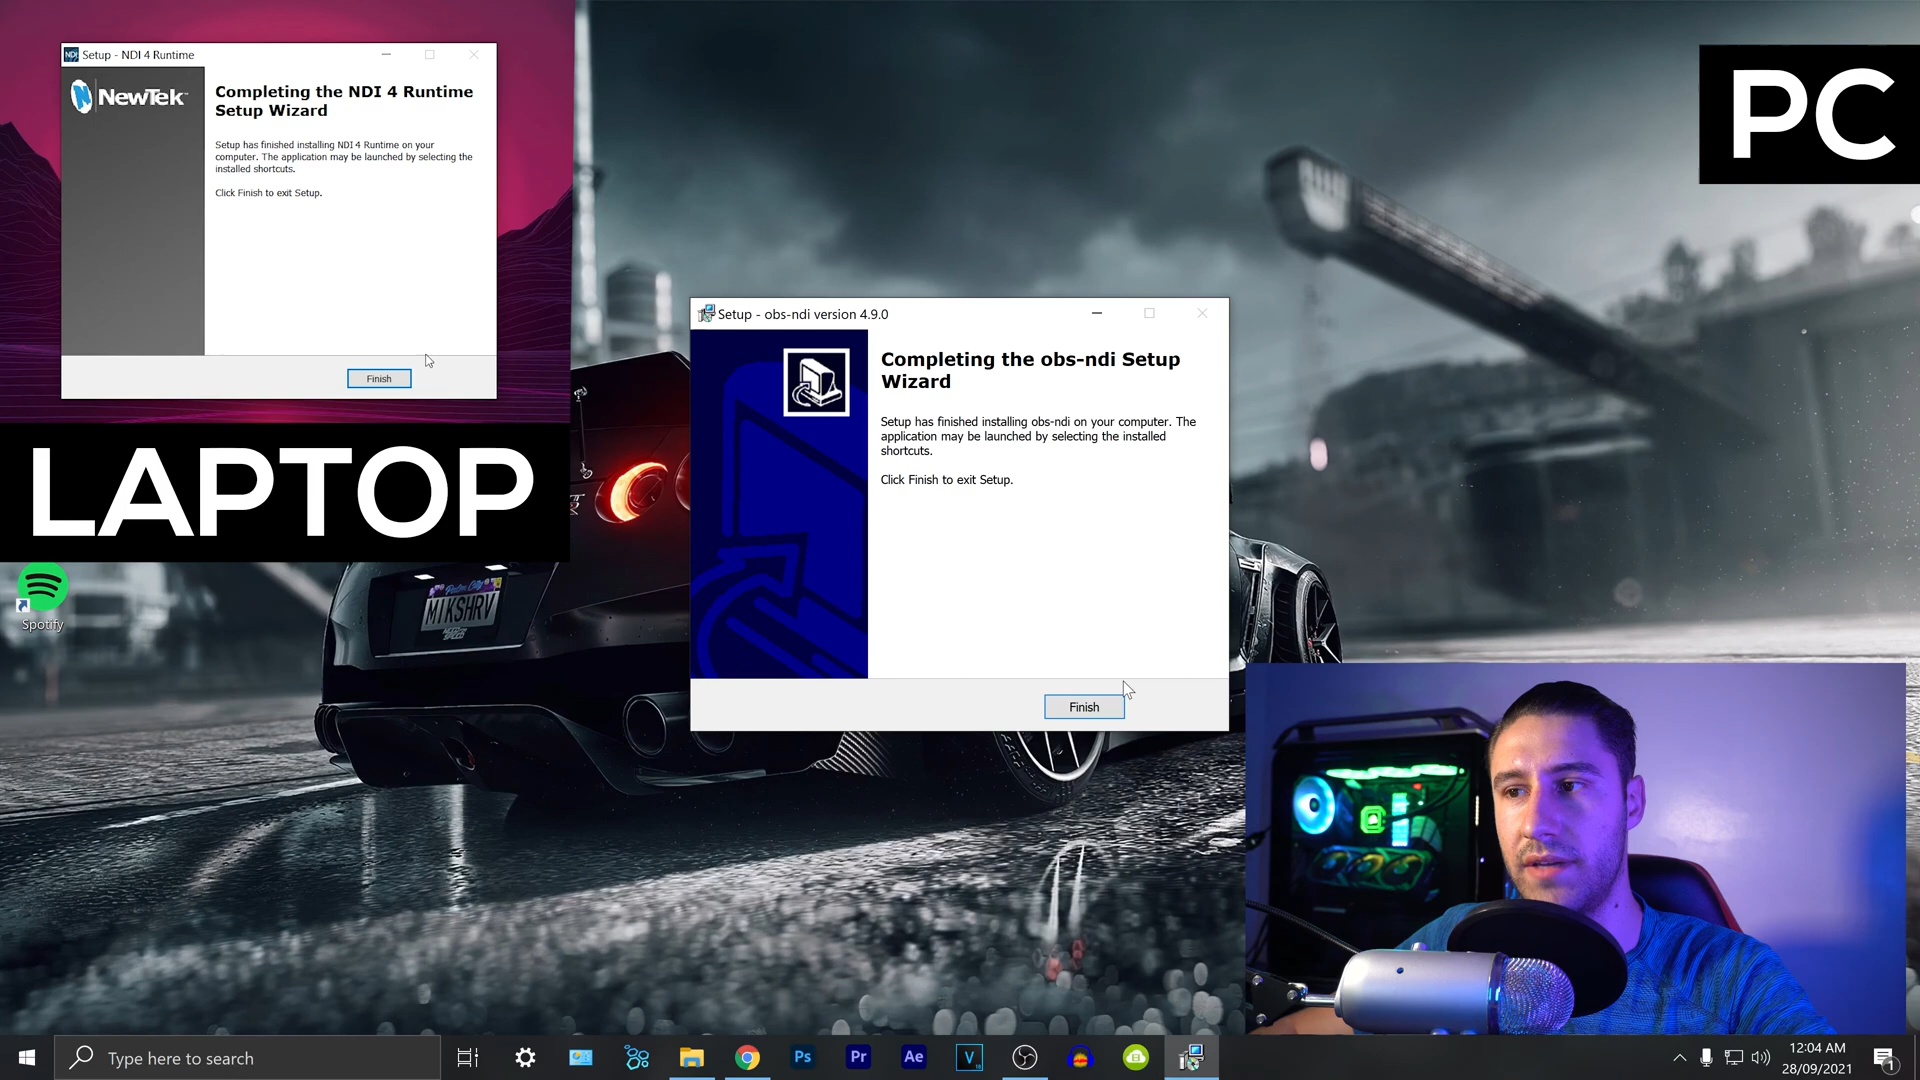 Setup - NDI 4 Runtime
NewTek
Completing the NDI 4 Runtime
Setup Wizard
Setup has finished installing NDI 4 Runtime on your
computer. The application may be launched by selecting the
installed shortcuts.
Click Finish to exit Setup.
Finish
LAPTOP
PC
Setup - obs-ndi version 4.9.0
Completing the obs-ndi Setup
Wizard
Setup has finished installing obs-ndi on your computer. The
application may be launched by selecting the installed
shortcuts.
Click Finish to exit Setup.
Finish
Spotify
M1KSHRV
Type here to search
Ps
Pr
Ae
V
12:04 AM
28/09/2021
1